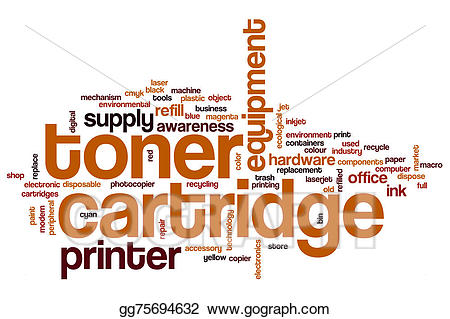 laser
cmyk black machine
mechanism tools plastic object
environmental refill business
digital supply blue magenta
awareness
equipment
jet
ecological inkjet
environment print
containers used
colour industry recycle
toner
red
color
hardware components paper market
replacement computer macro
shop replace
electronic disposable photocopier recycling
trash laserjet old refilled office dispose
printing ink full
cartridges
paint modern peripheral
cyan
cartridge
bin
repair
technology
printer
accessory
store
yellow copier
electronics
© gograph
gg75694632 www.gograph.com